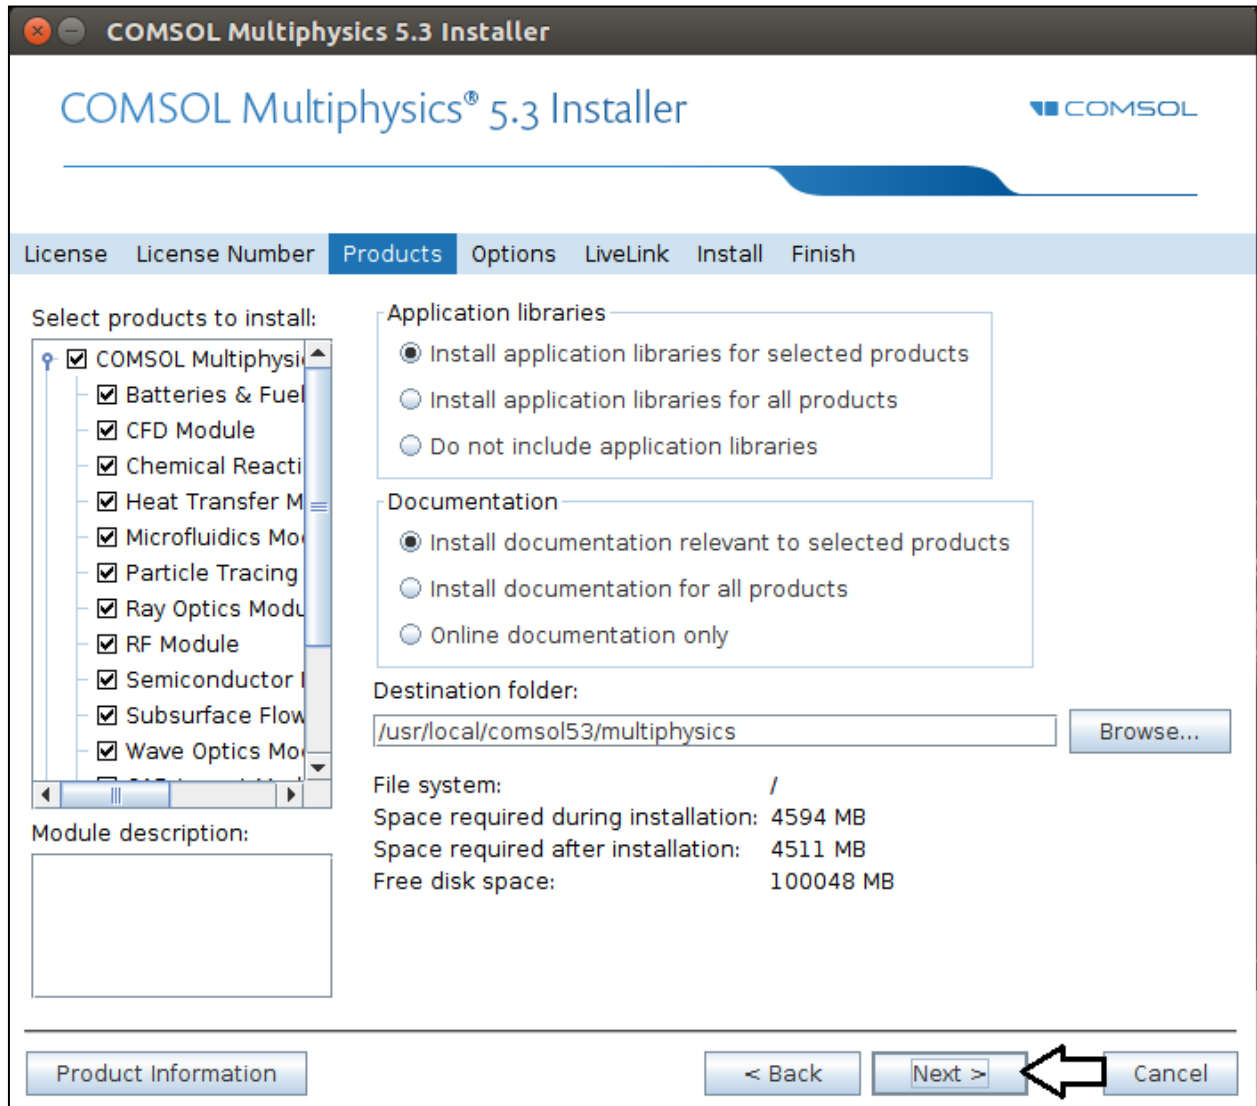 COMSOL Multiphysics 5.3 Installer
COMSOL Multiphysics® 5.3 Installer
COMSOL
License License Number Products Options LiveLink Install Finish
Select products to install:
COMSOL Multiphysi
Batteries & Fuel
CFD Module
Chemical Reacti
Heat Transfer M
Microfluidics Mo
Particle Tracing
Ray Optics Modu
RF Module
Semiconductor
Subsurface Flow
Wave Optics Mo
Module description:
Application libraries
Install application libraries for selected products
Install application libraries for all products
Do not include application libraries
Documentation
Install documentation relevant to selected products
Install documentation for all products
Online documentation only
Destination folder:
/usr/local/comsol53/multiphysics
Browse...
File system: /
Space required during installation: 4594 MB
Space required after installation: 4511 MB
Free disk space: 100048 MB
Product Information
< Back
Next >
Cancel